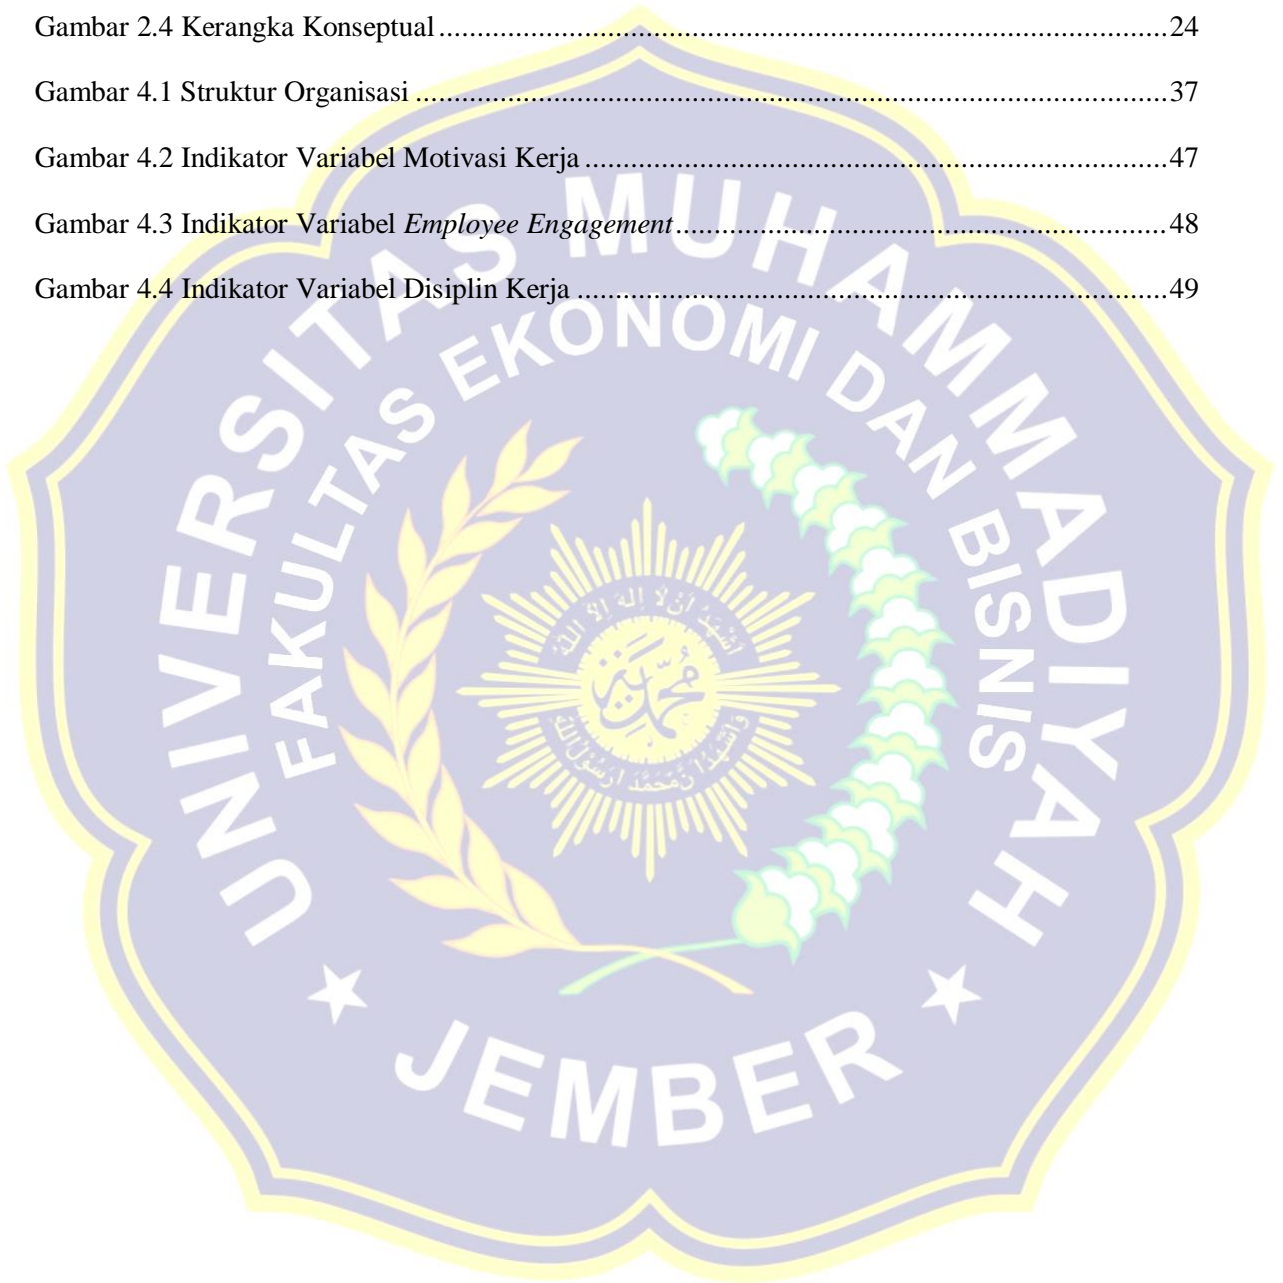 Gambar 2.4 Kerangka Konseptual........................................................................................24
Gambar 4.1 Struktur Organisasi...........................................................................................37
Gambar 4.2 Indikator Variabel Motivasi Kerja......................................................................47
Gambar 4.3 Indikator Variabel Employee Engagement...........................................................48
Gambar 4.4 Indikator Variabel Disiplin Kerja.......................................................................49
UNIVERSITAS MUHAMMADIYAH
FAKULTAS EKONOMI DAN BISNIS
JEMBER